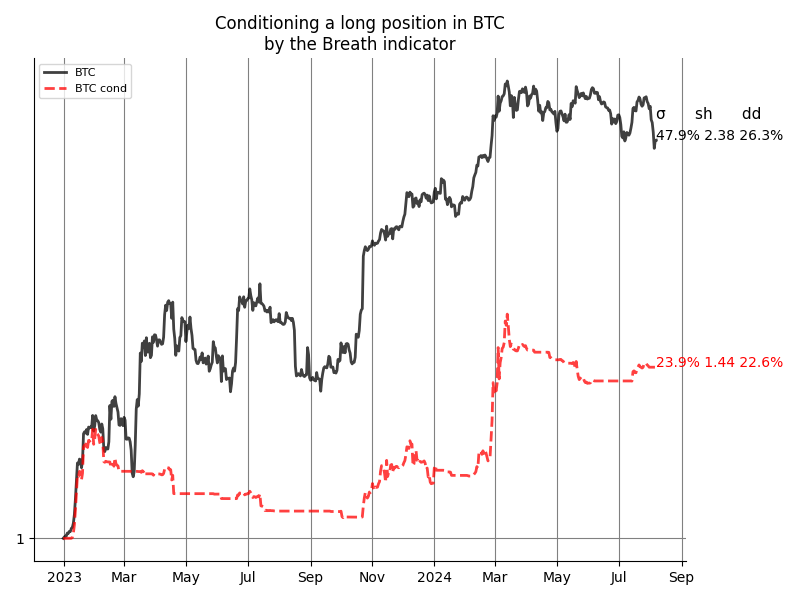 Conditioning a long position in BTC
by the Breath indicator
BTC
BTC cond
σ sh dd
47.9% 2.38 26.3%
23.9% 1.44 22.6%
1
2023 Mar May Jul Sep Nov 2024 Mar May Jul Sep